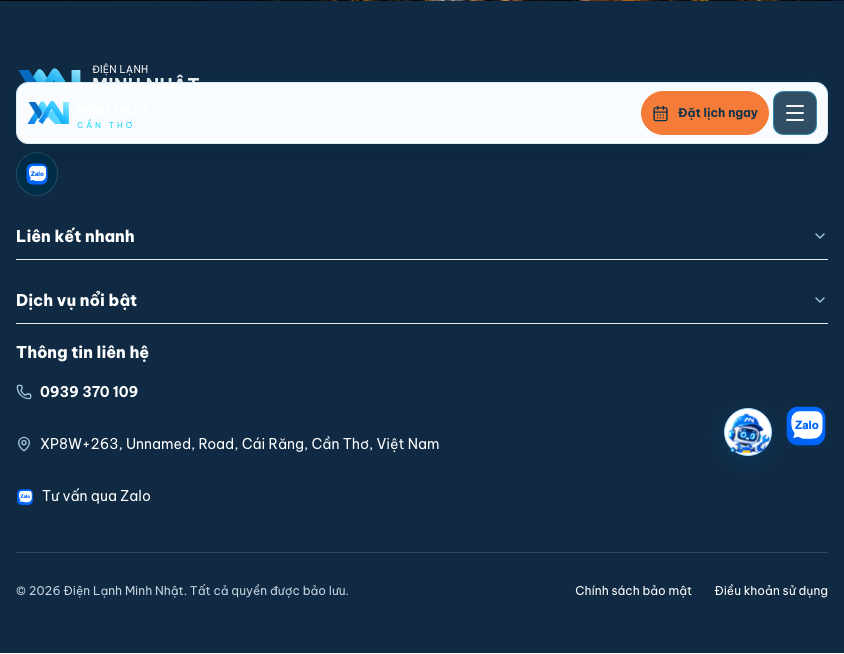 ĐIỆN LẠNH
MINH NHẬT
CẦN THƠ
Đặt lịch ngay
Zalo
Liên kết nhanh
Dịch vụ nổi bật
Thông tin liên hệ
0939 370 109
Zalo
XP8W+263, Unnamed, Road, Cái Răng, Cần Thơ, Việt Nam
Zalo
Tư vấn qua Zalo
© 2026 Điện Lạnh Minh Nhật. Tất cả quyền được bảo lưu.
Chính sách bảo mật
Điều khoản sử dụng